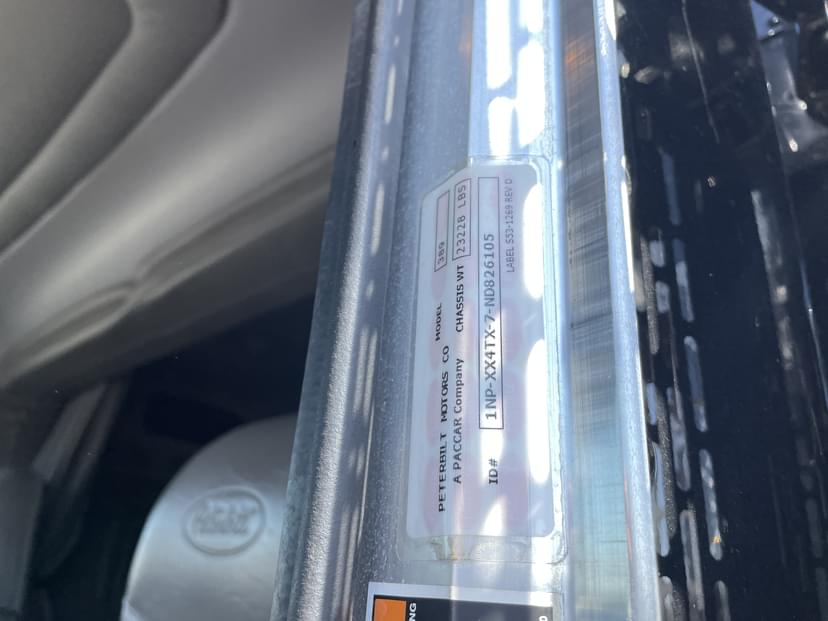 PETERBILT MOTORS CO MODEL 389
A PACCAR Company CHASSIS WT 23228 LBS
ID# 1NP-XX4TX-7-ND826105
LABEL S53-1269 REV D